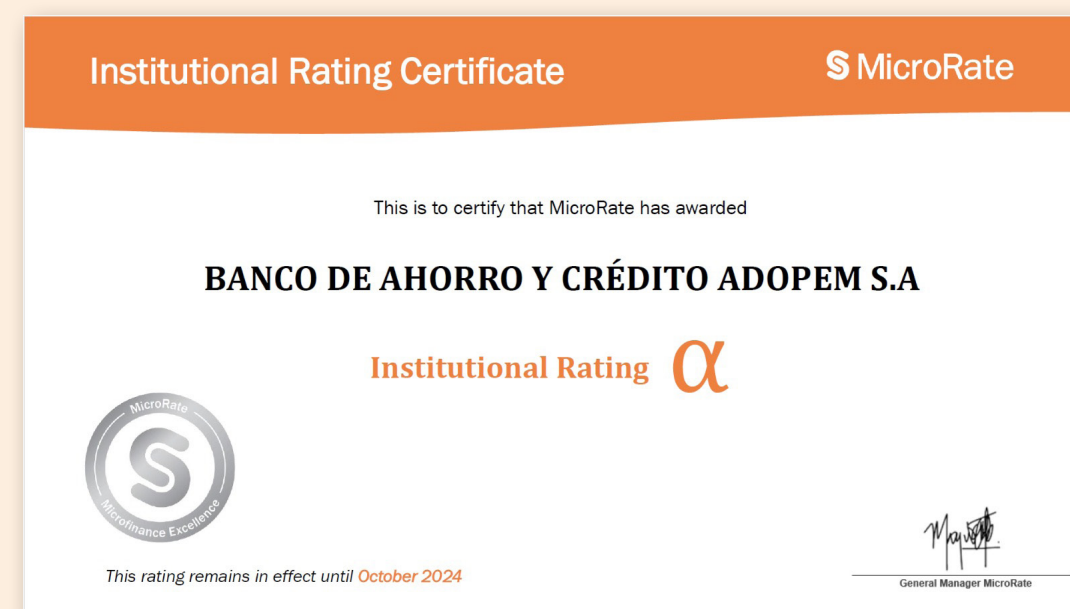 Institutional Rating Certificate
MicroRate
This is to certify that MicroRate has awarded
BANCO DE AHORRO Y CRÉDITO ADOPEM S.A
Institutional Rating α
MicroRate
Microfinance Excellence
This rating remains in effect until October 2024
General Manager MicroRate